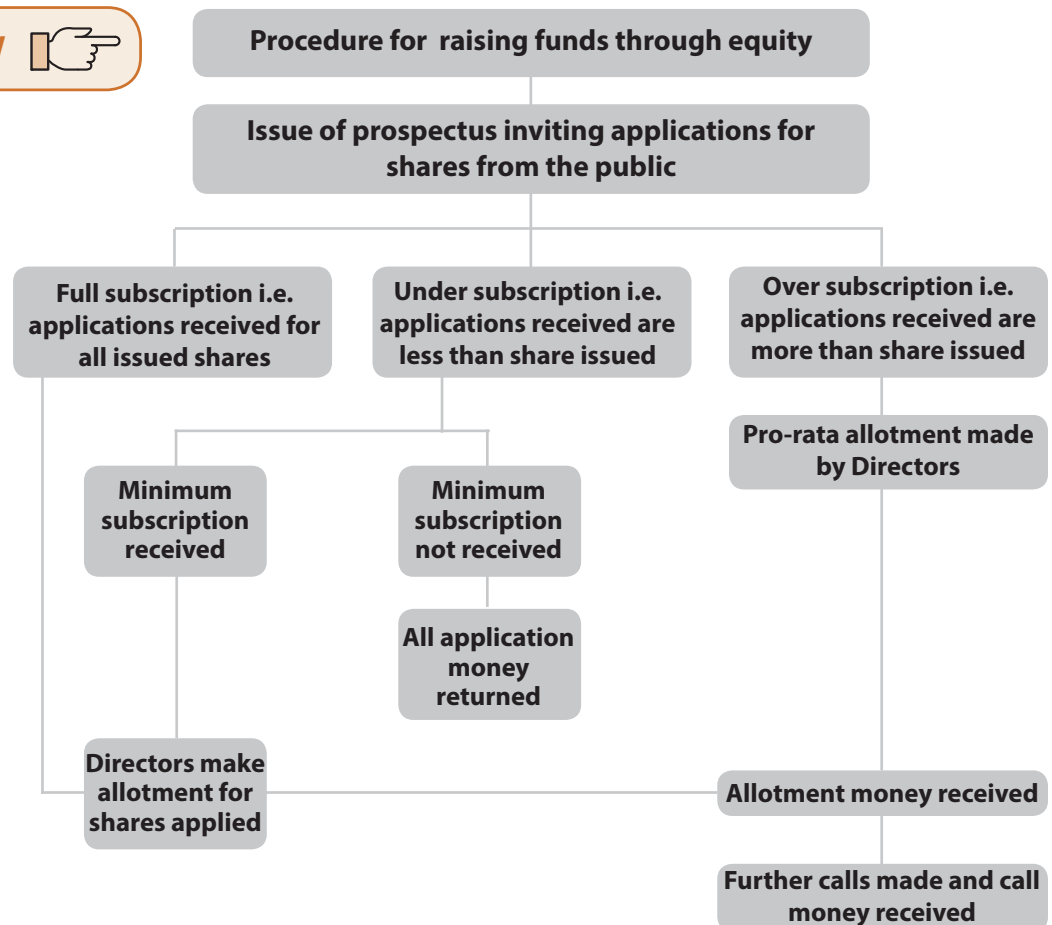 Procedure for raising funds through equity
Issue of prospectus inviting applications for
shares from the public
Full subscription i.e.
applications received for
all issued shares
Under subscription i.e.
applications received are
less than share issued
Over subscription i.e.
applications received are
more than share issued
Pro-rata allotment made
by Directors
Minimum
subscription
received
Minimum
subscription
not received
All application
money
returned
Directors make
allotment for
shares applied
Allotment money received
Further calls made and call
money received